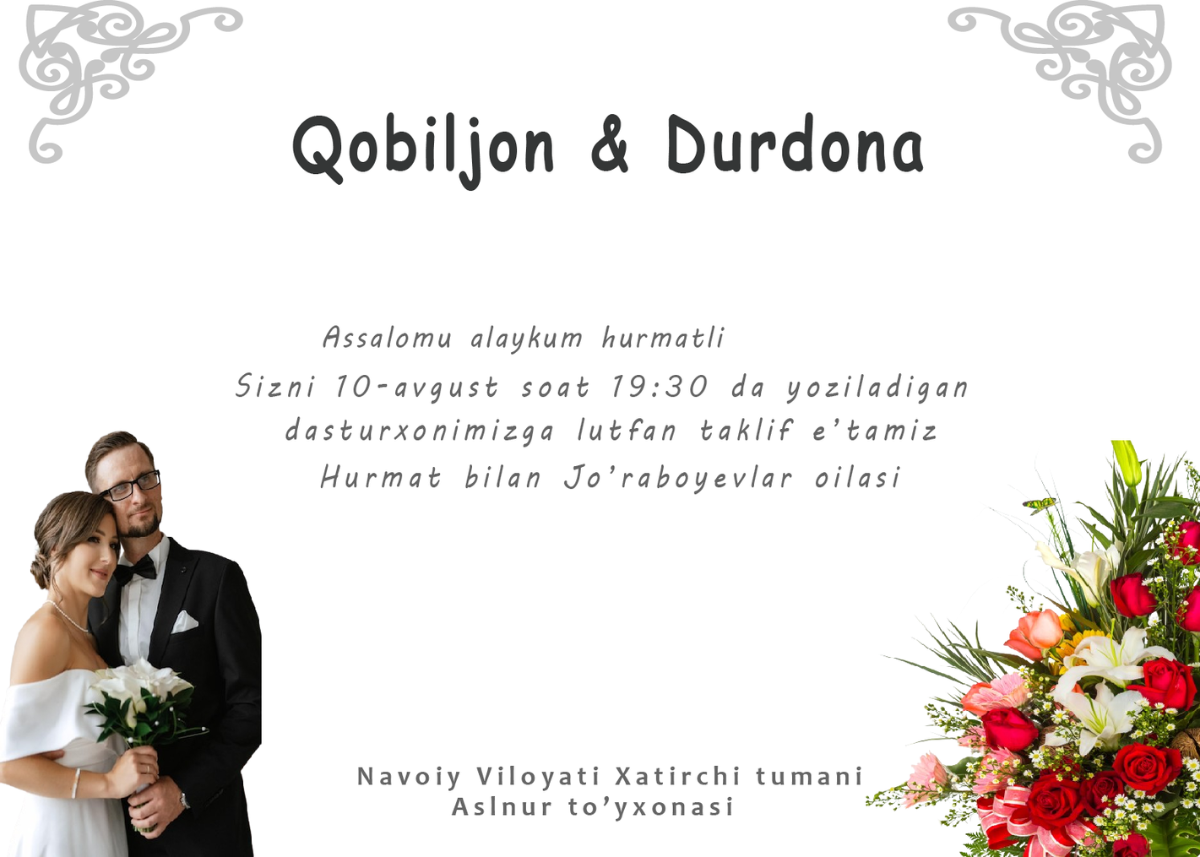 Qobiljon & Durdona
Assalomu alaykum hurmatli
Sizni 10-avgust soat 19:30 da yoziladigan
dasturxonimizga lutfan taklif e’tamiz
Hurmat bilan Jo’raboyevlar oilasi
Navoiy Viloyati Xatirchi tumani
Aslnur to’yxonasi